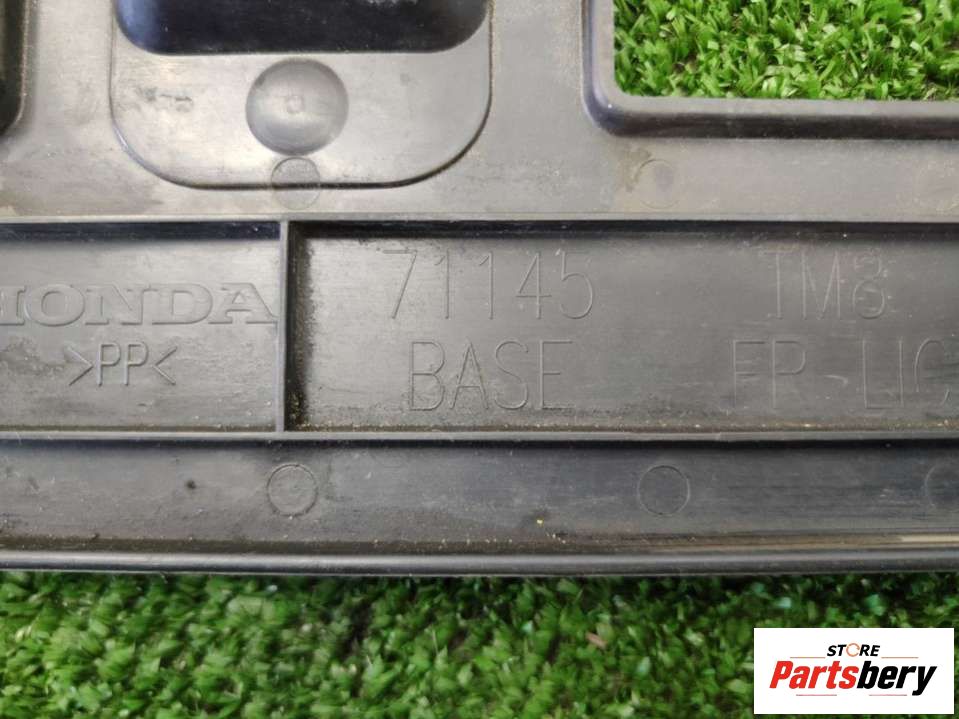 71145 TM8
HONDA
>PP<
BASE FR-LIC
STORE
Partsbery